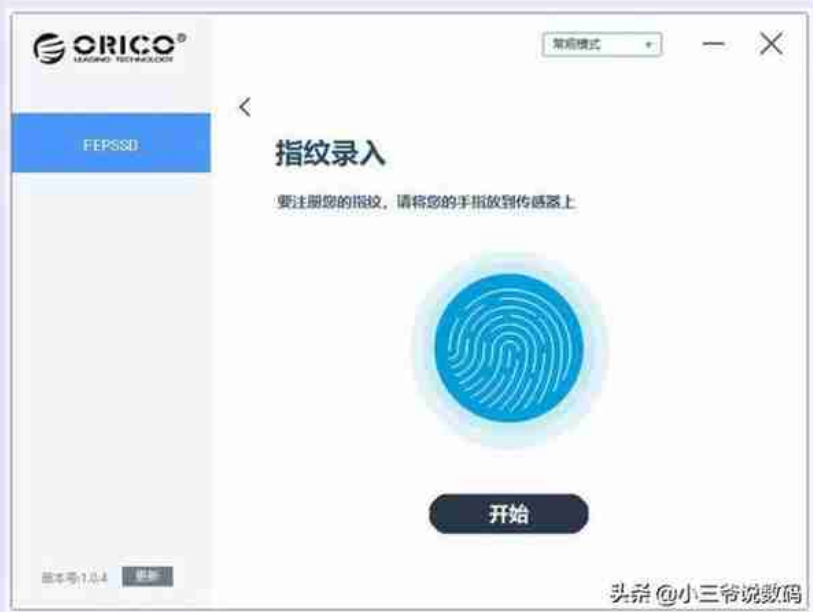 ORICO®
LEADING TECHNOLOGY
常规模式
FEPSSD
指纹录入
要注册您的指纹，请将您的手指放到传感器上
开始
版本号:1.0.4 更新
头条 @小三爷说数码